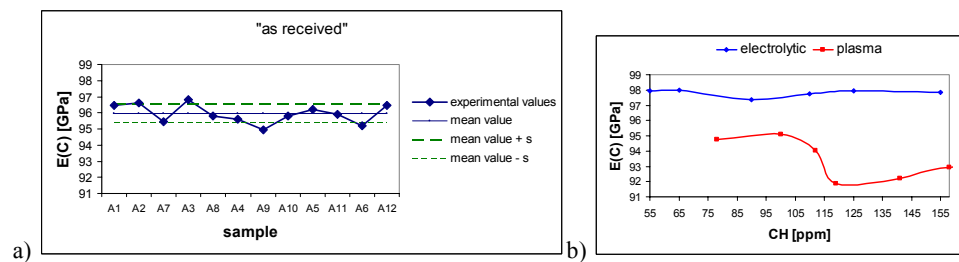 "as received"
E(C) [GPa]
99
98
97
96
95
94
93
92
91
A1 A2 A7 A3 A8 A4 A9 A10 A5 A11 A6 A12
sample
experimental values
mean value
mean value + s
mean value - s
a)
electrolytic plasma
E(C) [GPa]
99
98
97
96
95
94
93
92
91
55 65 75 85 95 105 115 125 135 145 155
CH [ppm]
b)